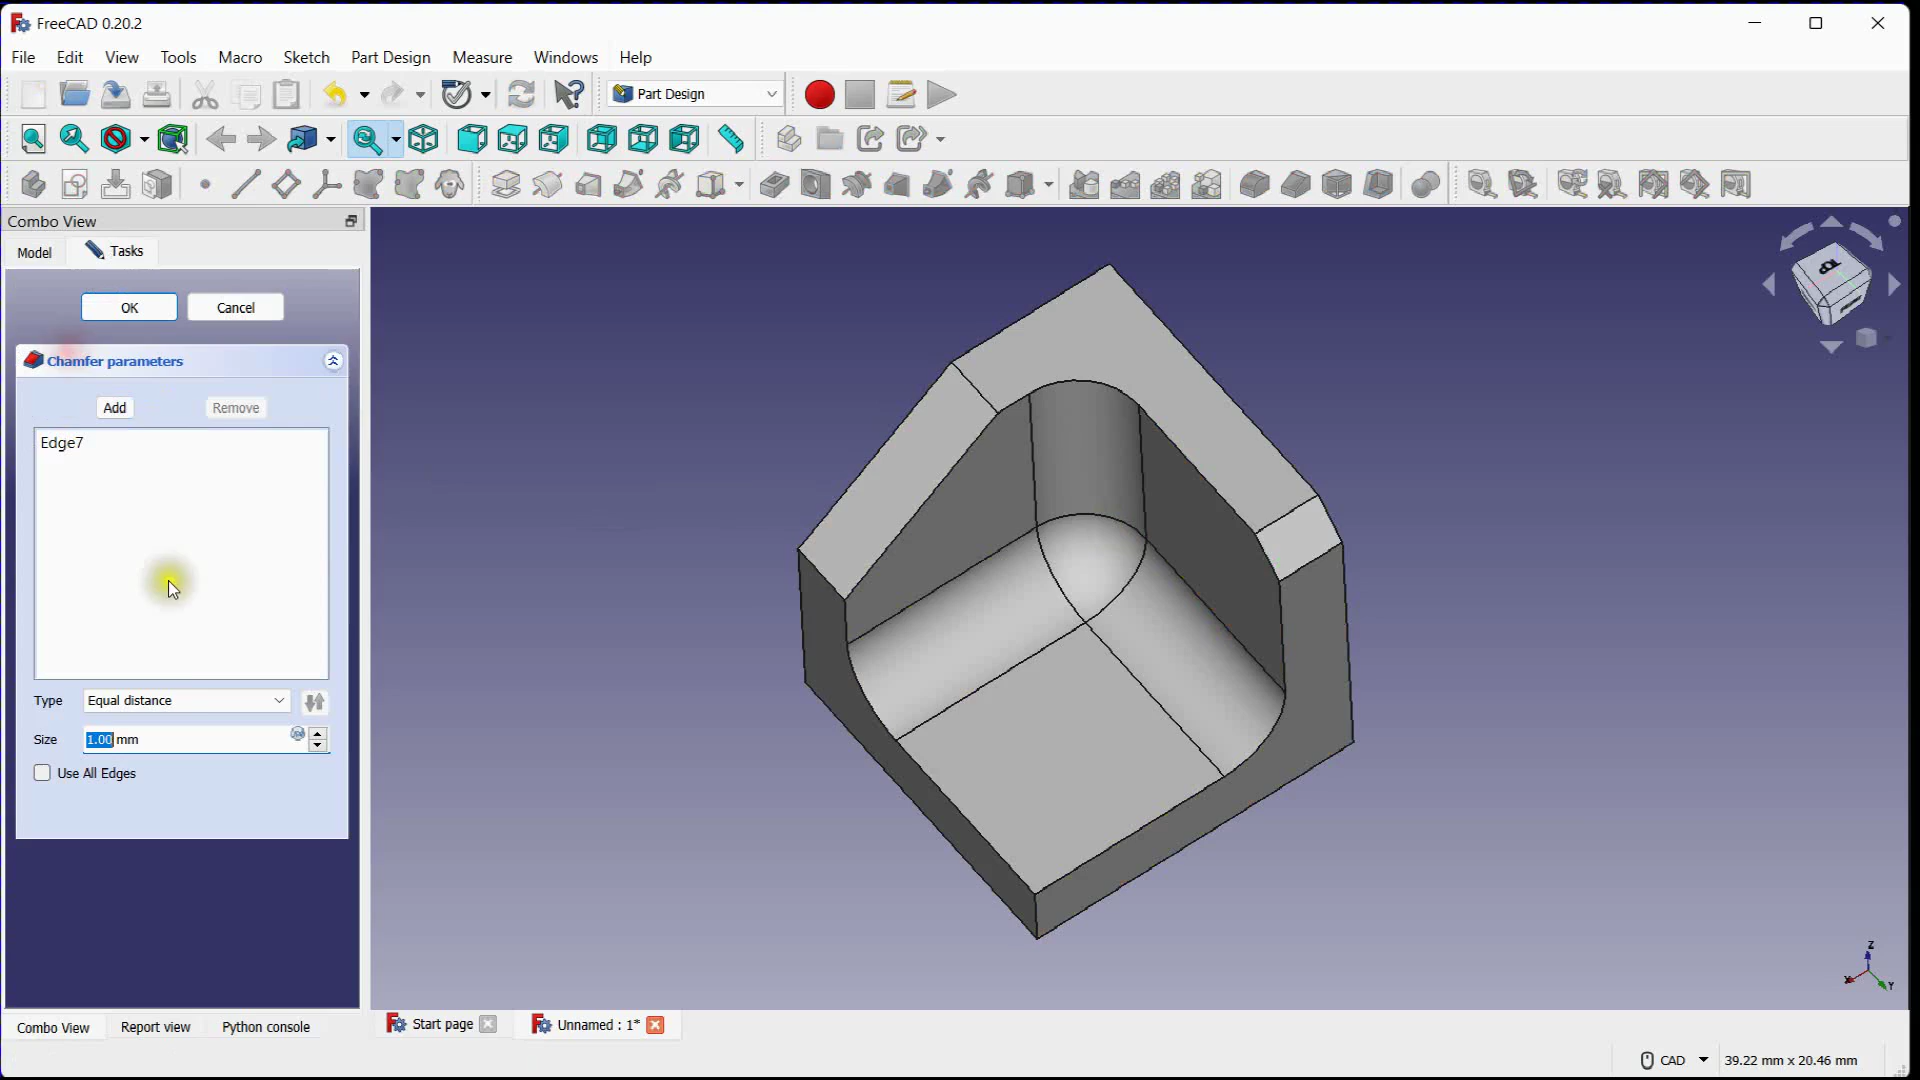 FreeCAD 0.20.2
File Edit View Tools Macro Sketch Part Design Measure Windows Help
Part Design
Combo View
Model Tasks
OK Cancel
Chamfer parameters
Add Remove
Edge7
Type Equal distance
Size 1.00 mm
Use All Edges
TOP
Z
X
Y
Combo View Report view Python console
Start page Unnamed : 1*
CAD 39.22 mm x 20.46 mm